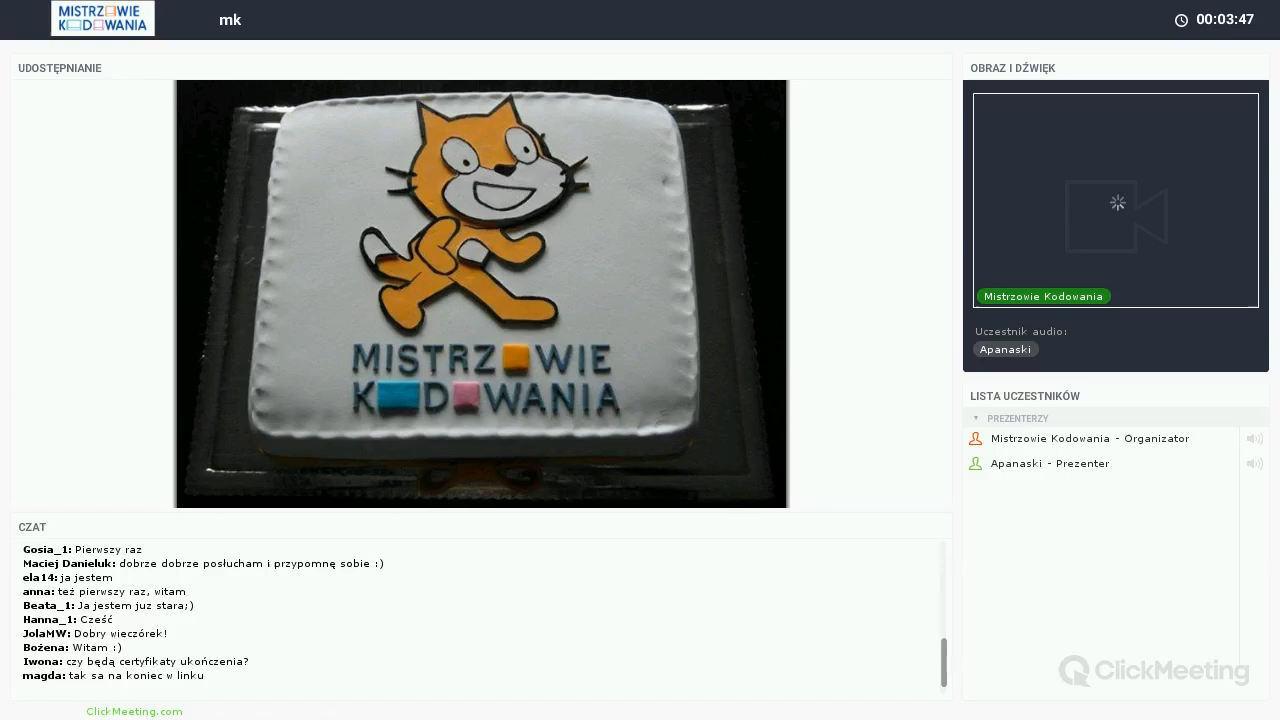 MISTRZOWIE
KODOWANIA
mk
00:03:47
UDOSTĘPNIANIE
MISTRZ WIE
K D WANIA
OBRAZ I DŹWIĘK
Mistrzowie Kodowania
Uczestnik audio:
Apanaski
LISTA UCZESTNIKÓW
PREZENTERZY
Mistrzowie Kodowania - Organizator
Apanaski - Prezenter
CZAT
Gosia_1: Pierwszy raz
Maciej Danieluk: dobrze dobrze posłucham i przypomnę sobie :)
ela14: ja jestem
anna: też pierwszy raz, witam
Beata_1: Ja jestem juz stara;)
Hanna_1: Cześć
JolaMW: Dobry wieczórek!
Bożena: Witam :)
Iwona: czy będą certyfikaty ukończenia?
magda: tak sa na koniec w linku
ClickMeeting
ClickMeeting.com